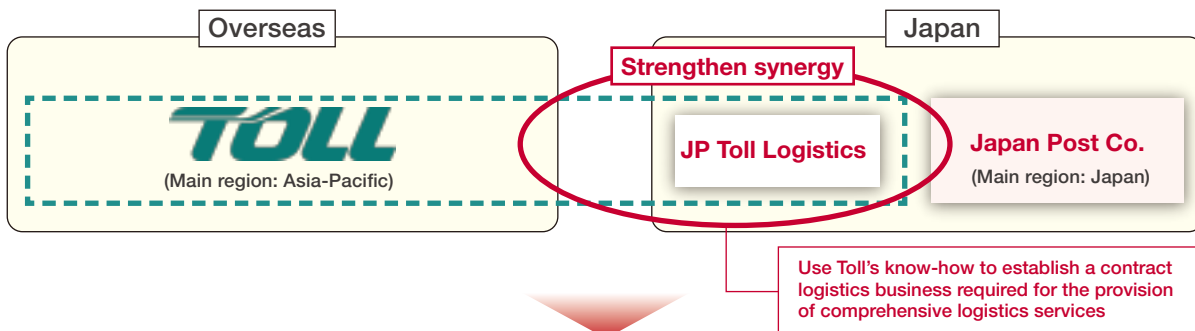 Overseas
Japan
Strengthen synergy
TOLL
(Main region: Asia-Pacific)
JP Toll Logistics
Japan Post Co.
(Main region: Japan)
Use Toll's know-how to establish a contract
logistics business required for the provision
of comprehensive logistics services